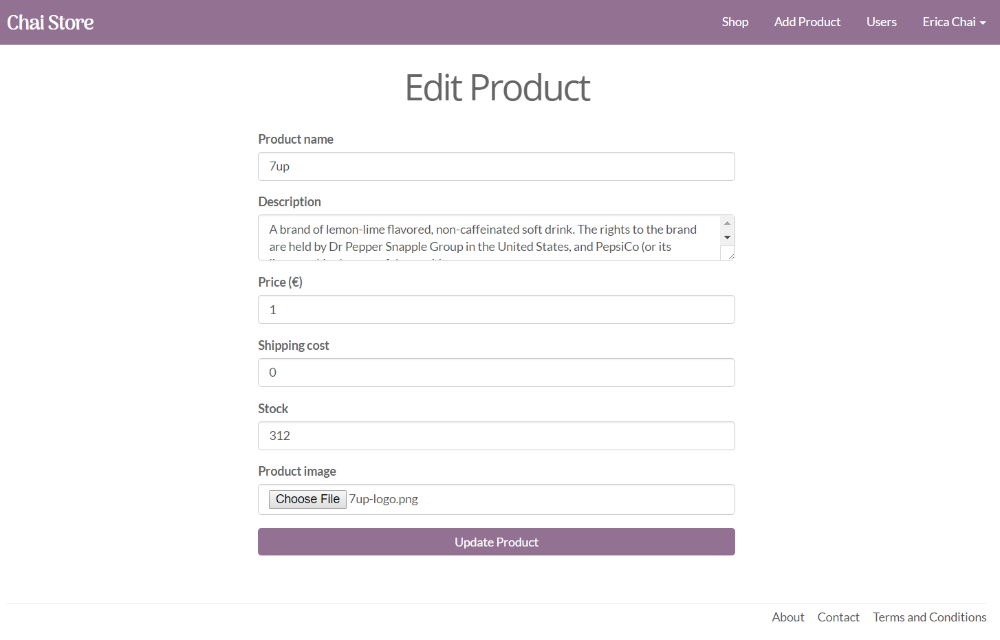 Chai Store
Shop Add Product Users Erica Chai
Edit Product
Product name
7up
Description
A brand of lemon-lime flavored, non-caffeinated soft drink. The rights to the brand
are held by Dr Pepper Snapple Group in the United States, and PepsiCo (or its
Price (€)
1
Shipping cost
0
Stock
312
Product image
Choose File 7up-logo.png
Update Product
About Contact Terms and Conditions